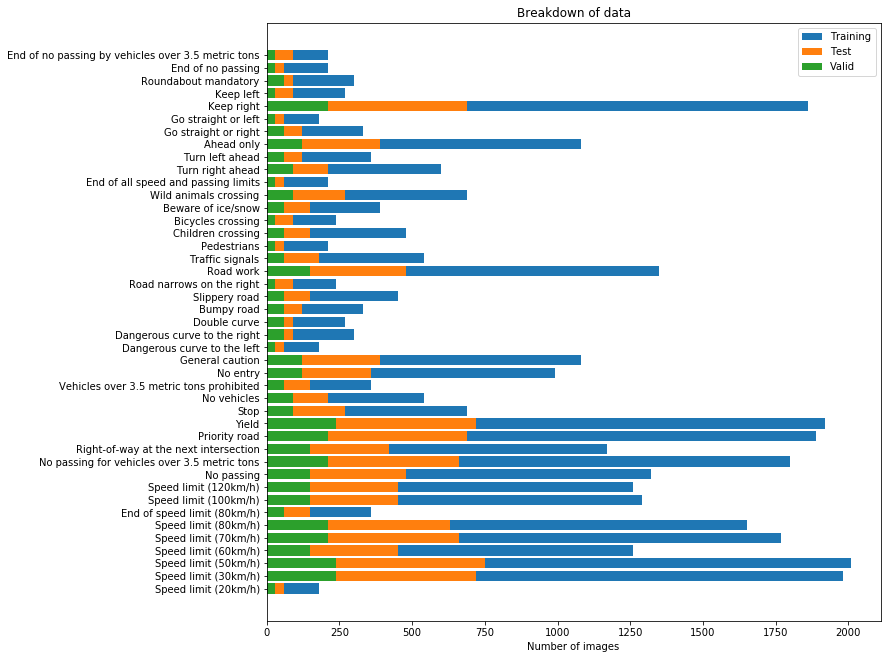 Breakdown of data
Training
Test
Valid
End of no passing by vehicles over 3.5 metric tons
End of no passing
Roundabout mandatory
Keep left
Keep right
Go straight or left
Go straight or right
Ahead only
Turn left ahead
Turn right ahead
End of all speed and passing limits
Wild animals crossing
Beware of ice/snow
Bicycles crossing
Children crossing
Pedestrians
Traffic signals
Road work
Road narrows on the right
Slippery road
Bumpy road
Double curve
Dangerous curve to the right
Dangerous curve to the left
General caution
No entry
Vehicles over 3.5 metric tons prohibited
No vehicles
Stop
Yield
Priority road
Right-of-way at the next intersection
No passing for vehicles over 3.5 metric tons
No passing
Speed limit (120km/h)
Speed limit (100km/h)
End of speed limit (80km/h)
Speed limit (80km/h)
Speed limit (70km/h)
Speed limit (60km/h)
Speed limit (50km/h)
Speed limit (30km/h)
Speed limit (20km/h)
0 250 500 750 1000 1250 1500 1750 2000
Number of images